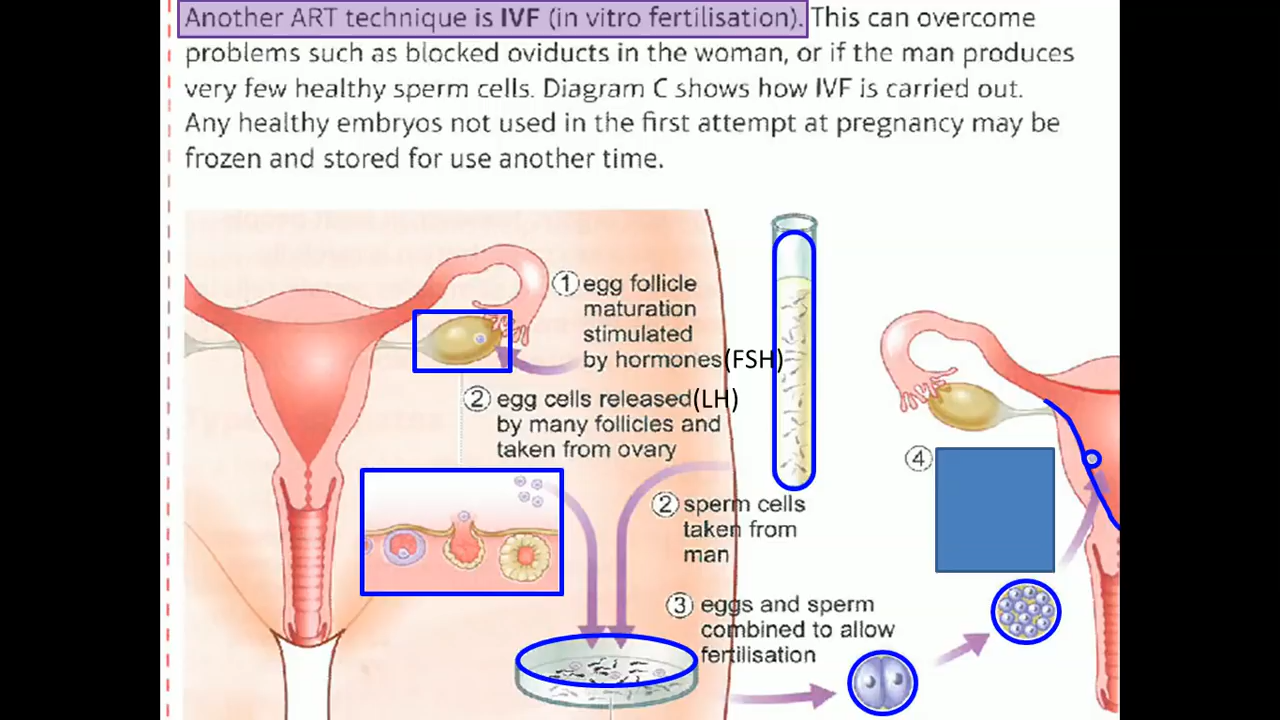 Another ART technique is IVF (in vitro fertilisation). This can overcome
problems such as blocked oviducts in the woman, or if the man produces
very few healthy sperm cells. Diagram C shows how IVF is carried out.
Any healthy embryos not used in the first attempt at pregnancy may be
frozen and stored for use another time.
1 egg follicle
maturation
stimulated
by hormones(FSH)
2 egg cells released(LH)
by many follicles and
taken from ovary
2 sperm cells
taken from
man
3 eggs and sperm
combined to allow
fertilisation
4